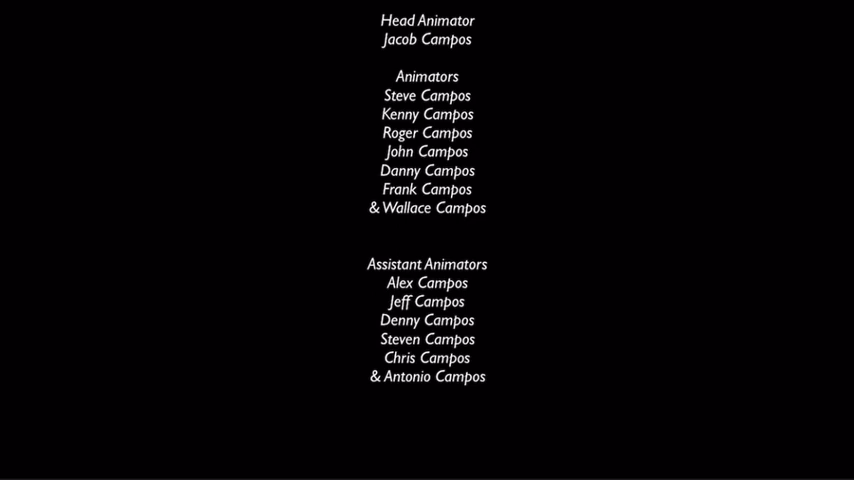 Head Animator
Jacob Campos
Animators
Steve Campos
Kenny Campos
Roger Campos
John Campos
Danny Campos
Frank Campos
& Wallace Campos
Assistant Animators
Alex Campos
Jeff Campos
Denny Campos
Steven Campos
Chris Campos
& Antonio Campos